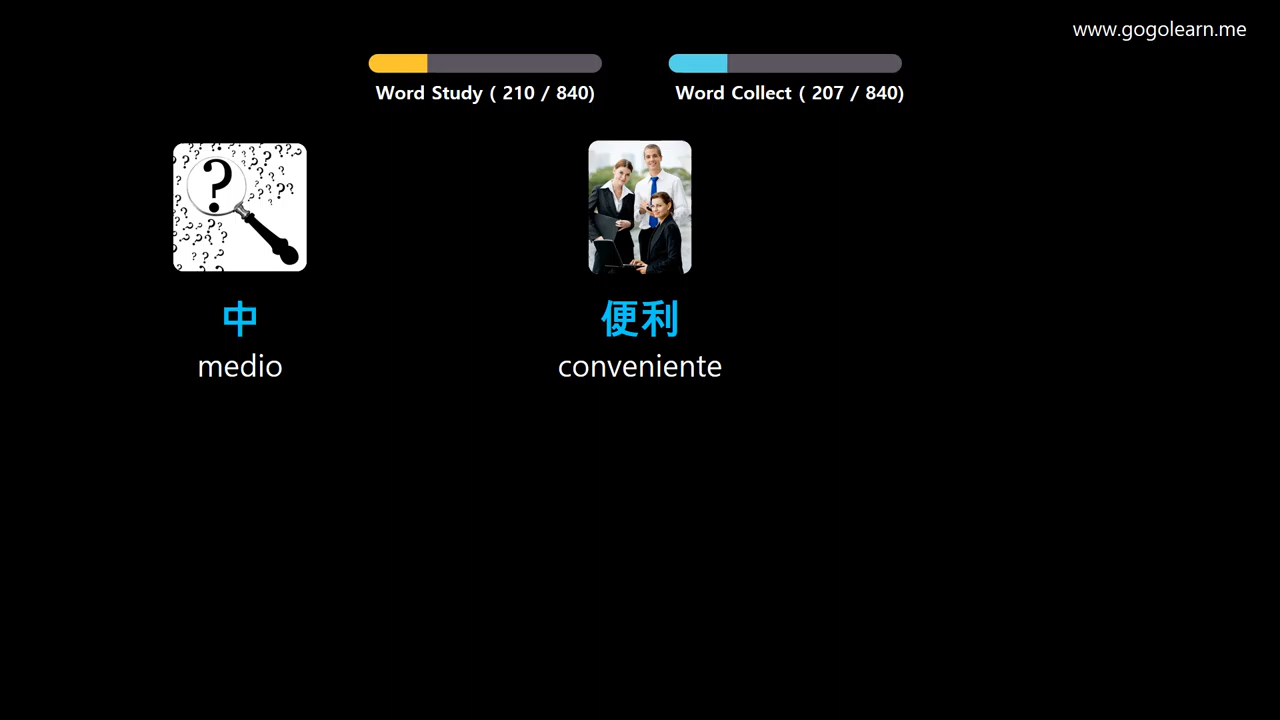 www.gogolearn.me
Word Study ( 210 / 840)
Word Collect ( 207 / 840)
中
medio
便利
conveniente